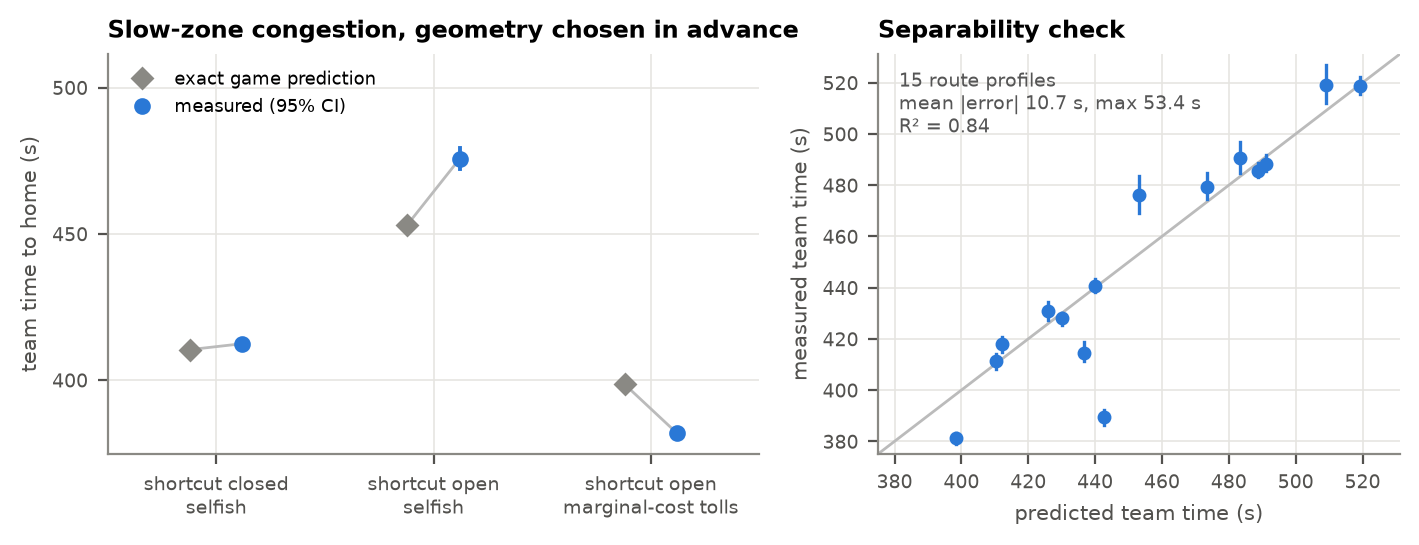 Slow-zone congestion, geometry chosen in advance
exact game prediction
measured (95% CI)
team time to home (s)
500
450
400
shortcut closed
selfish
shortcut open
selfish
shortcut open
marginal-cost tolls
Separability check
15 route profiles
mean |error| 10.7 s, max 53.4 s
R² = 0.84
measured team time (s)
520
500
480
460
440
420
400
380
380 400 420 440 460 480 500 520
predicted team time (s)